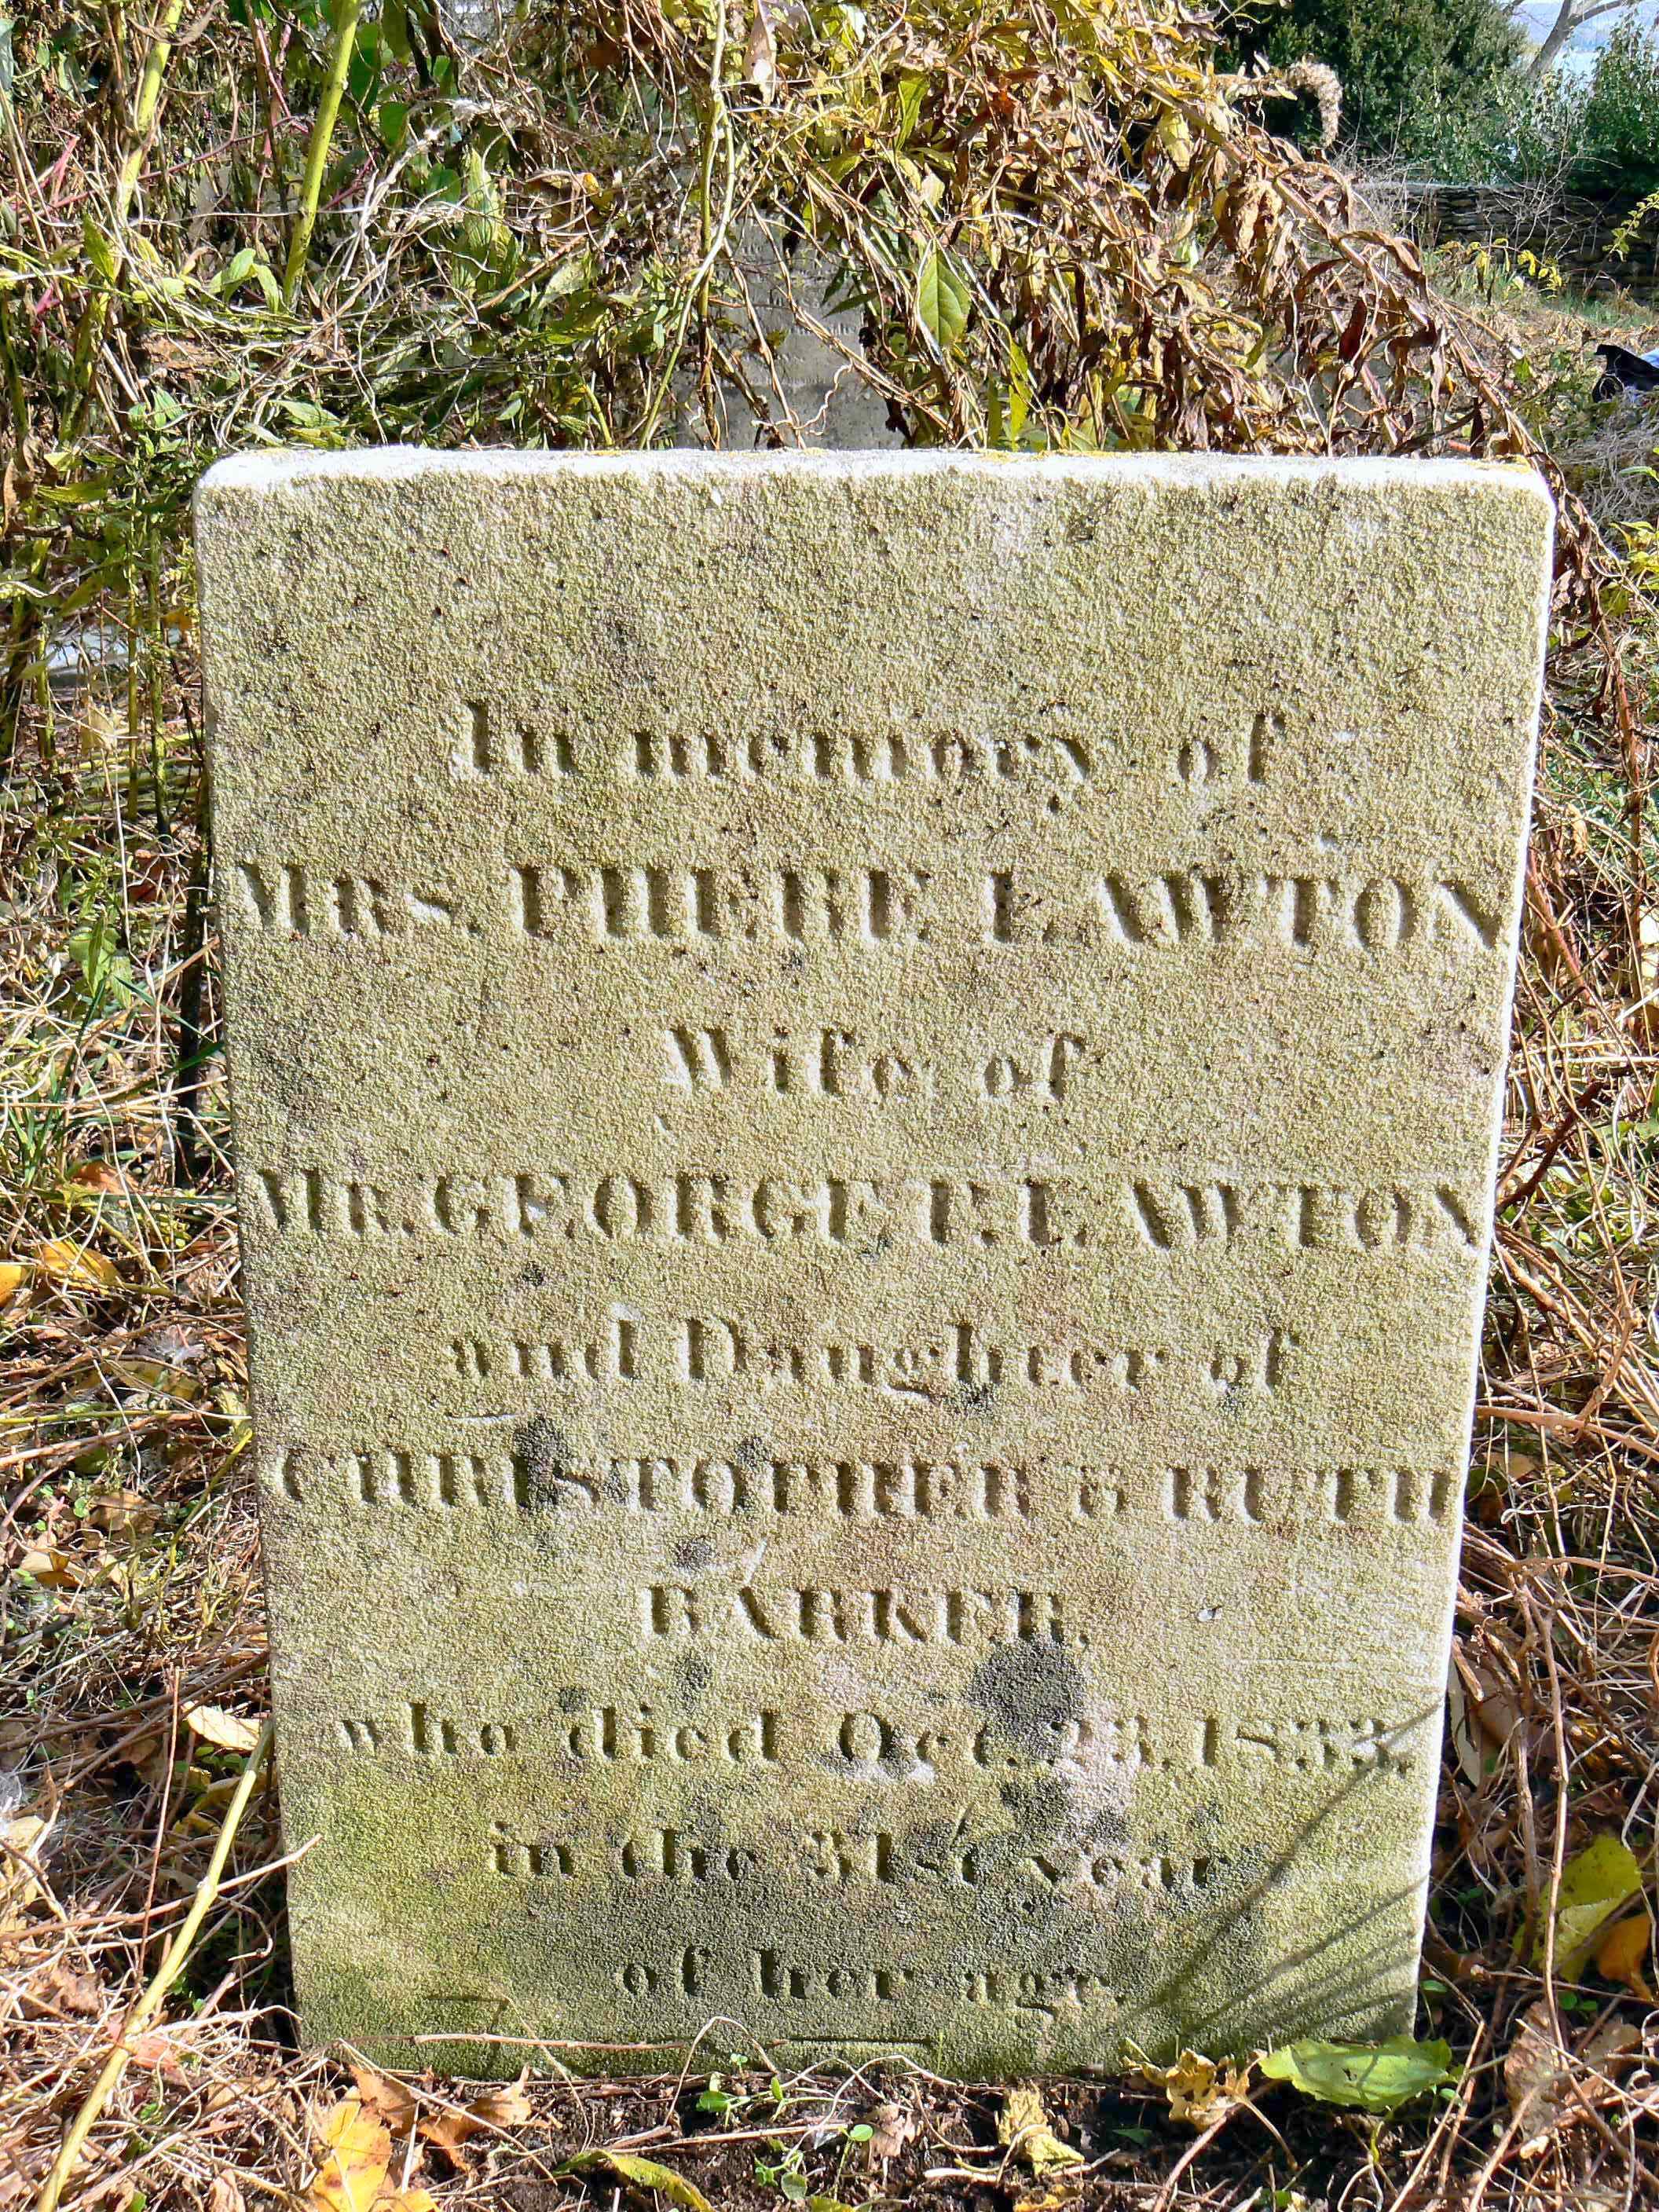 In memory of
MRS. PHEBE LAWTON
Wife of
MR. GEORGE P. LAWTON
and Daughter of
CHRISTOPHER & RUTH
BARKER,
who died Oct. 23, 1833,
in the 31st year
of her age.